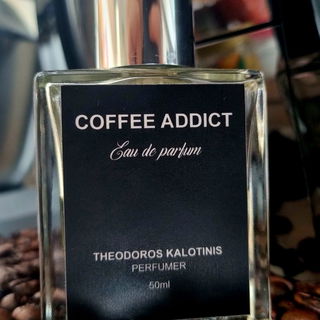 COFFEE ADDICT
Eau de parfum
THEODOROS KALOTINIS
PERFUMER
50ml